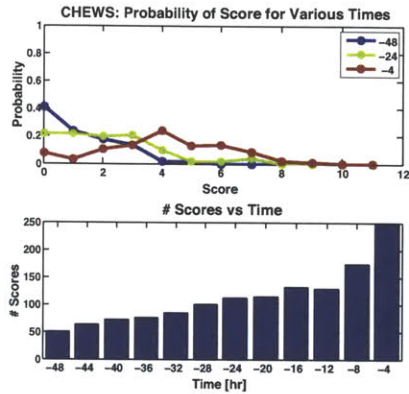 CHEWS: Probability of Score for Various Times
1
0.8
0.6
0.4
0.2
0
Probability
-48
-24
-4
0 2 4 6 8 10 12
Score
# Scores vs Time
250
200
150
100
50
0
# Scores
-48 -44 -40 -36 -32 -28 -24 -20 -16 -12 -8 -4
Time [hr]